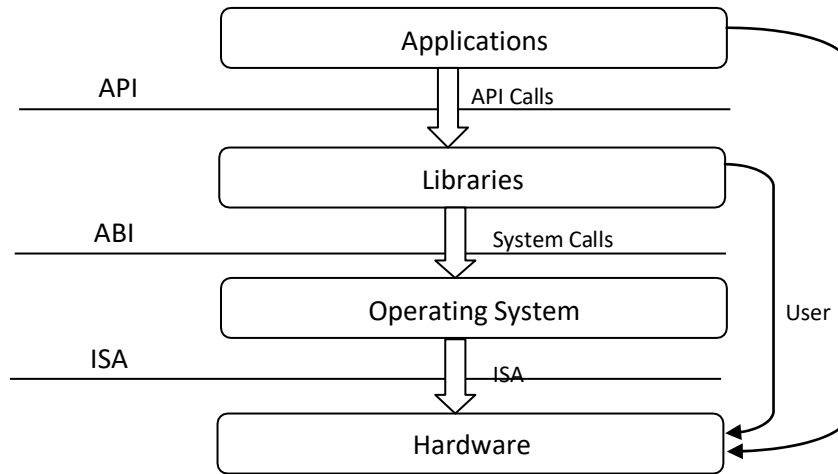 Applications
API
API Calls
Libraries
ABI
System Calls
Operating System
User
ISA
ISA
Hardware